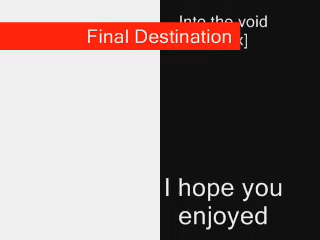 Into the void
Final Destination
I hope you
enjoyed